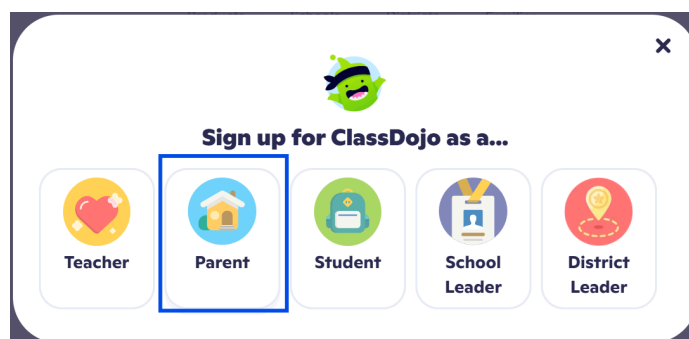 Sign up for ClassDojo as a...
Teacher
Parent
Student
School
Leader
District
Leader